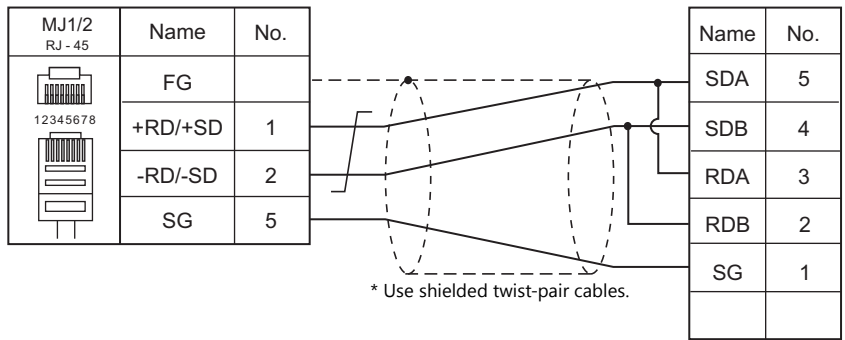 MJ1/2
RJ - 45
Name No.
12345678
FG
+RD/+SD 1
-RD/-SD 2
SG 5
Name No.
SDA 5
SDB 4
RDA 3
RDB 2
SG 1
* Use shielded twist-pair cables.